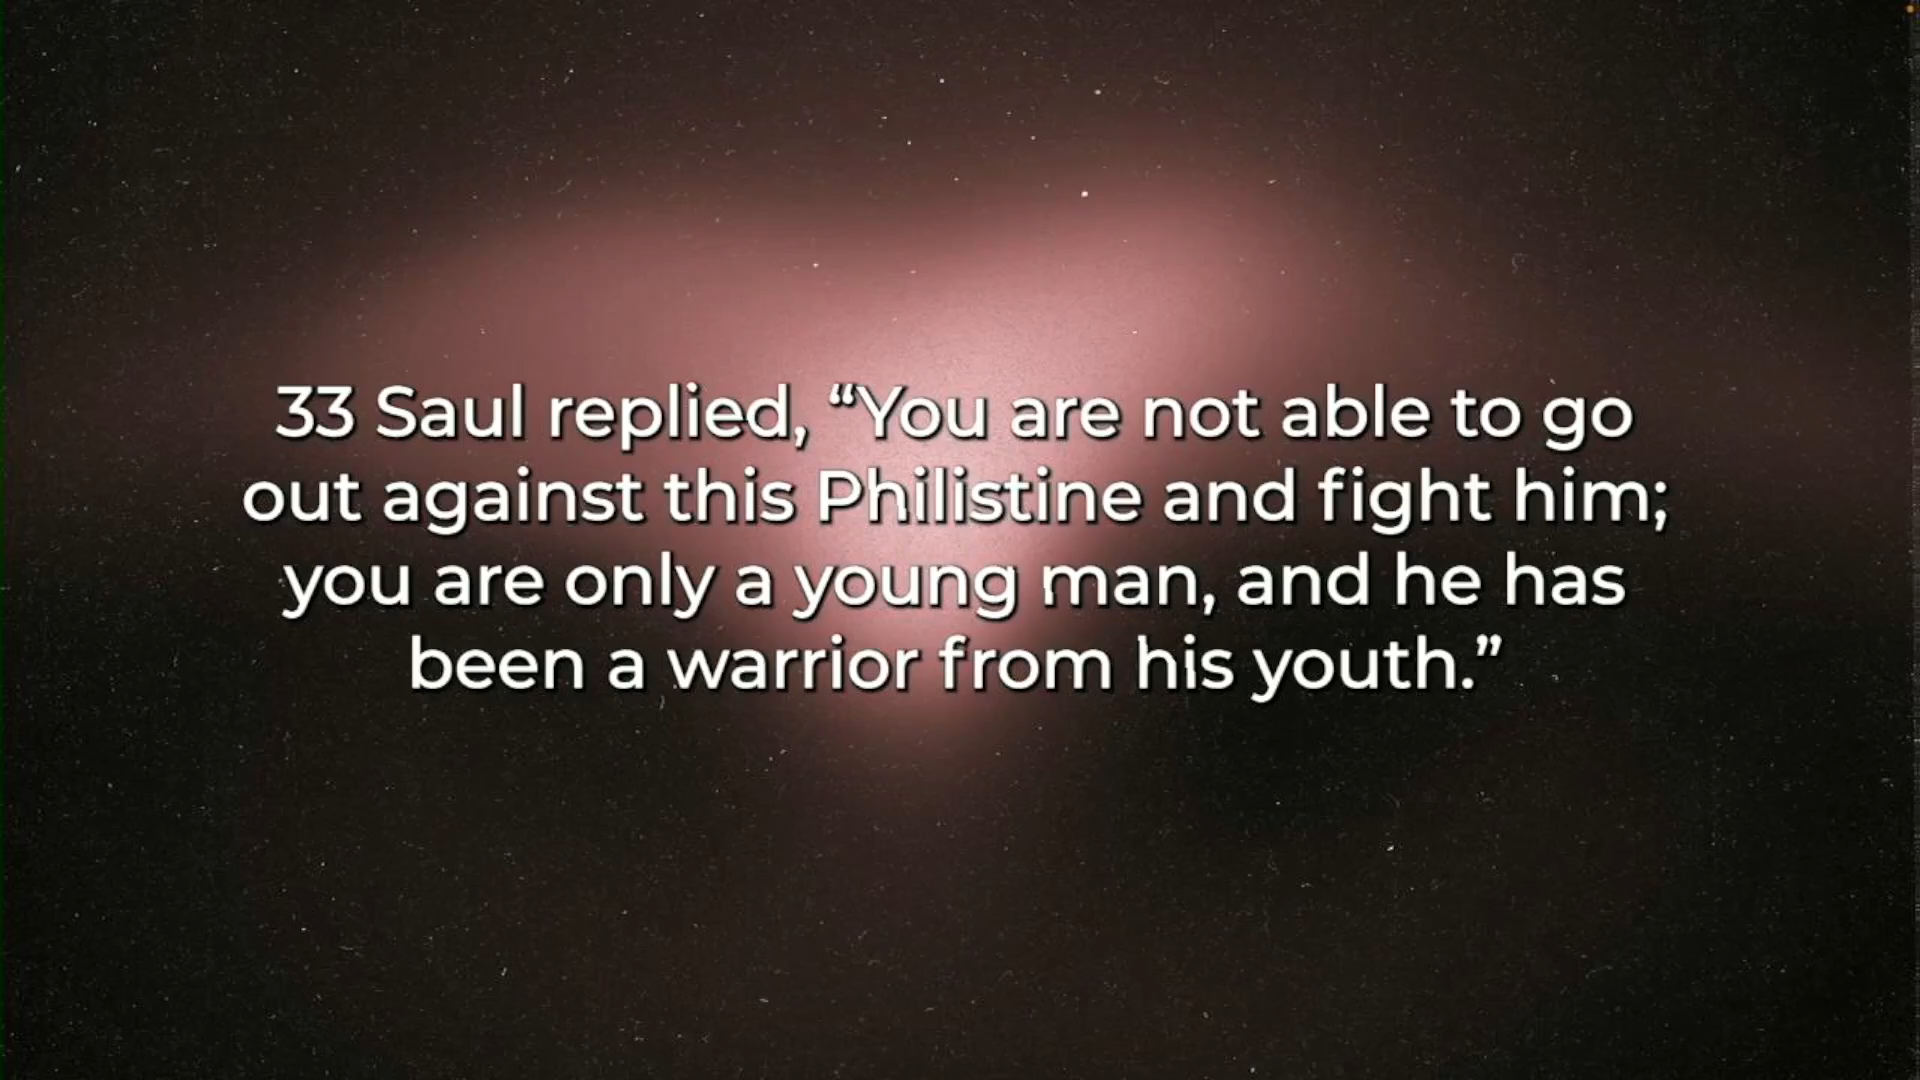 33 Saul replied, “You are not able to go
out against this Philistine and fight him;
you are only a young man, and he has
been a warrior from his youth.”